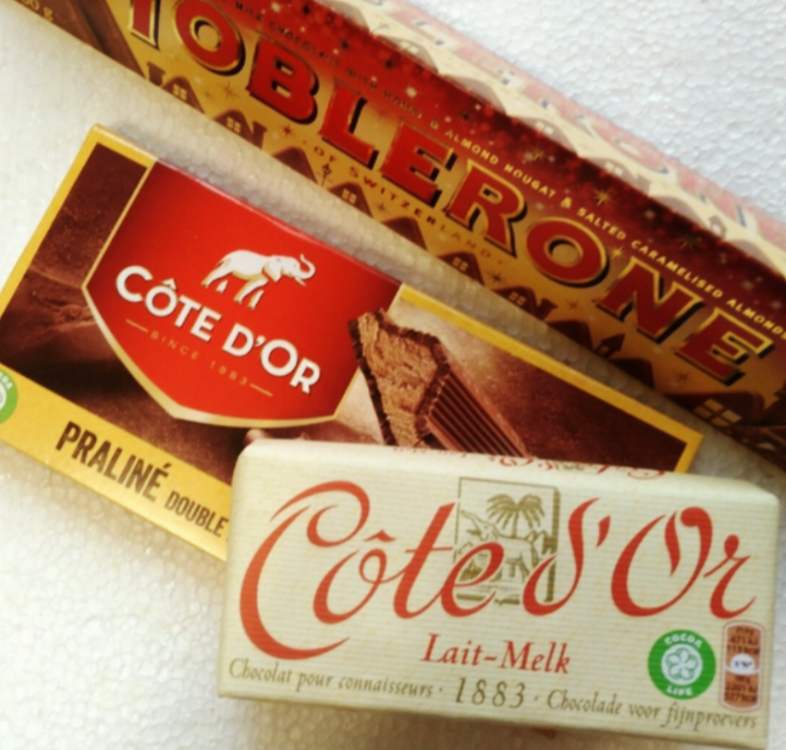 TOBLERONE
MILK CHOCOLATE WITH HONEY & ALMOND NOUGAT & SALTED CARAMELISED ALMONDS
OF SWITZERLAND
CÔTE D'OR
SINCE 1883
PRALINÉ DOUBLE
Côte d'Or
Lait-Melk
Chocolat pour connaisseurs · 1883 · Chocolade voor fijnproevers
COCOA
LIFE